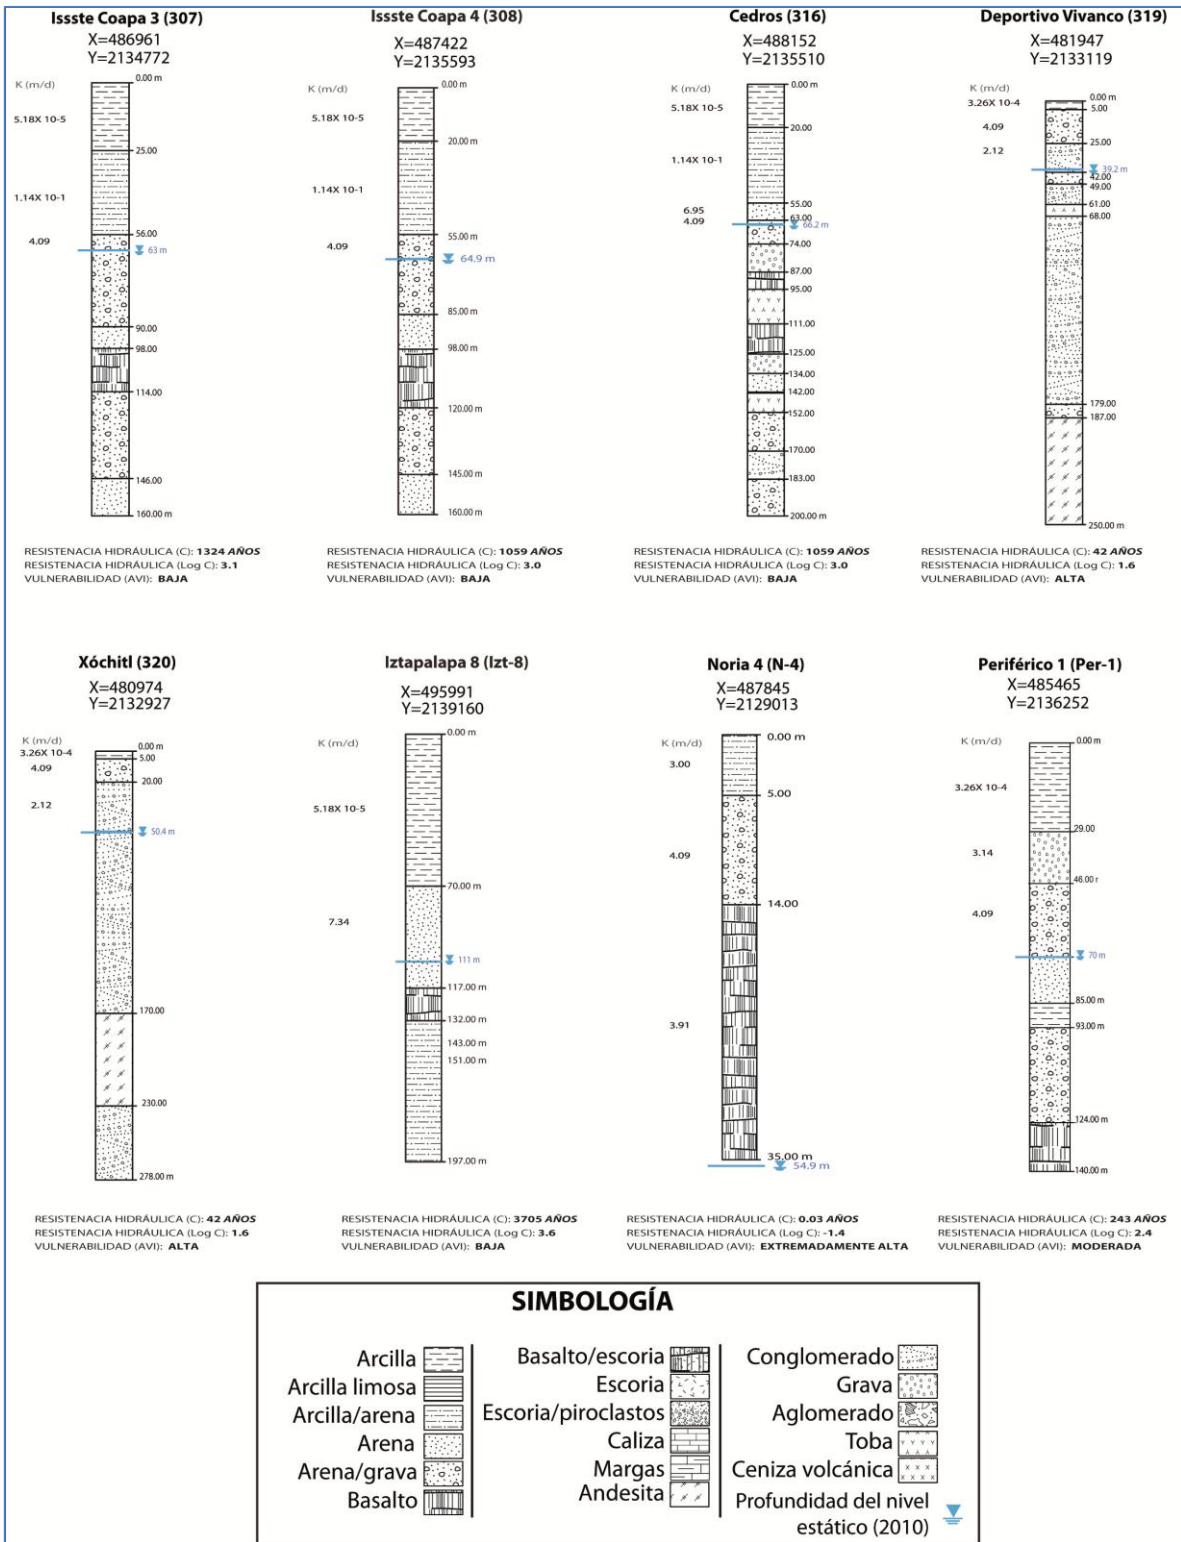 Issste Coapa 3 (307)
X=486961
Y=2134772
K (m/d)
0.00 m
5.18X 10-5
25.00
1.14X 10-1
56.00
4.09
63 m
90.00
98.00
114.00
146.00
160.00 m
RESISTENACIA HIDRÁULICA (C): 1324 AÑOS
RESISTENACIA HIDRÁULICA (Log C): 3.1
VULNERABILIDAD (AVI): BAJA
Issste Coapa 4 (308)
X=487422
Y=2135593
K (m/d)
0.00 m
5.18X 10-5
20.00 m
1.14X 10-1
55.00 m
4.09
64.9 m
85.00 m
98.00 m
120.00 m
145.00 m
160.00 m
RESISTENACIA HIDRÁULICA (C): 1059 AÑOS
RESISTENACIA HIDRÁULICA (Log C): 3.0
VULNERABILIDAD (AVI): BAJA
Cedros (316)
X=488152
Y=2135510
K (m/d)
0.00 m
5.18X 10-5
20.00
1.14X 10-1
55.00
6.95
63.00
4.09
66.2 m
74.00
87.00
95.00
111.00
125.00
134.00
142.00
152.00
170.00
183.00
200.00 m
RESISTENACIA HIDRÁULICA (C): 1059 AÑOS
RESISTENACIA HIDRÁULICA (Log C): 3.0
VULNERABILIDAD (AVI): BAJA
Deportivo Vivanco (319)
X=481947
Y=2133119
K (m/d)
0.00 m
3.26X 10-4
5.00
4.09
25.00
2.12
39.2 m
42.00
49.00
61.00
68.00
179.00
187.00
250.00 m
RESISTENACIA HIDRÁULICA (C): 42 AÑOS
RESISTENACIA HIDRÁULICA (Log C): 1.6
VULNERABILIDAD (AVI): ALTA
Xóchitl (320)
X=480974
Y=2132927
K (m/d)
0.00 m
3.26X 10-4
5.00
4.09
20.00
2.12
50.4 m
170.00
230.00
278.00 m
RESISTENACIA HIDRÁULICA (C): 42 AÑOS
RESISTENACIA HIDRÁULICA (Log C): 1.6
VULNERABILIDAD (AVI): ALTA
Iztapalapa 8 (Izt-8)
X=495991
Y=2139160
K (m/d)
0.00 m
5.18X 10-5
70.00 m
7.34
111 m
117.00 m
132.00 m
143.00 m
151.00 m
197.00 m
RESISTENACIA HIDRÁULICA (C): 3705 AÑOS
RESISTENACIA HIDRÁULICA (Log C): 3.6
VULNERABILIDAD (AVI): BAJA
Noria 4 (N-4)
X=487845
Y=2129013
K (m/d)
0.00 m
3.00
5.00
4.09
14.00
3.91
35.00 m
54.9 m
RESISTENACIA HIDRÁULICA (C): 0.03 AÑOS
RESISTENACIA HIDRÁULICA (Log C): -1.4
VULNERABILIDAD (AVI): EXTREMADAMENTE ALTA
Periférico 1 (Per-1)
X=485465
Y=2136252
K (m/d)
0.00 m
3.26X 10-4
29.00
3.14
46.00 r
4.09
70 m
85.00 m
93.00 m
124.00 m
140.00 m
RESISTENACIA HIDRÁULICA (C): 243 AÑOS
RESISTENACIA HIDRÁULICA (Log C): 2.4
VULNERABILIDAD (AVI): MODERADA
SIMBOLOGÍA
Arcilla
Arcilla limosa
Arcilla/arena
Arena
Arena/grava
Basalto
Basalto/escoria
Escoria
Escoria/piroclastos
Caliza
Margas
Andesita
Conglomerado
Grava
Aglomerado
Toba
Ceniza volcánica
Profundidad del nivel
estático (2010)